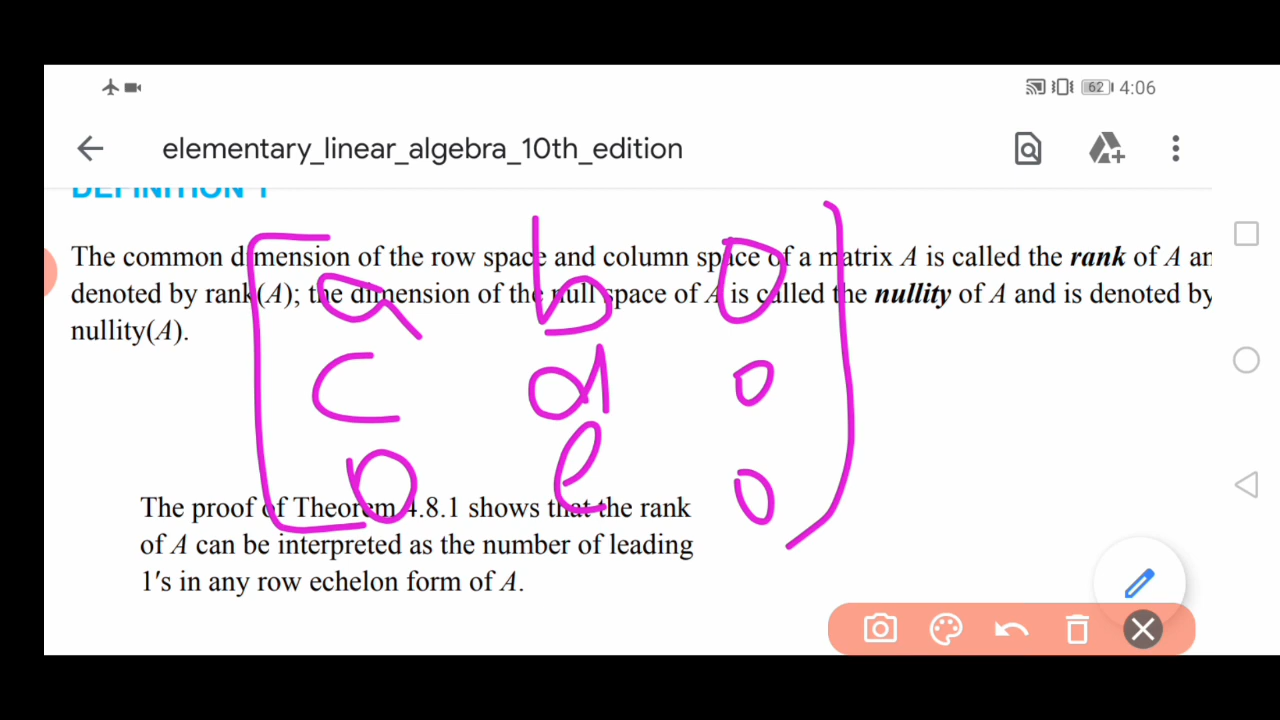 62 4:06
elementary_linear_algebra_10th_edition
DEFINITION 1
The common dimension of the row space and column space of a matrix A is called the rank of A an
denoted by rank(A); the dimension of the null space of A is called the nullity of A and is denoted by
nullity(A).
a b 0
c d 0
0 e 0
The proof of Theorem 4.8.1 shows that the rank
of A can be interpreted as the number of leading
1's in any row echelon form of A.